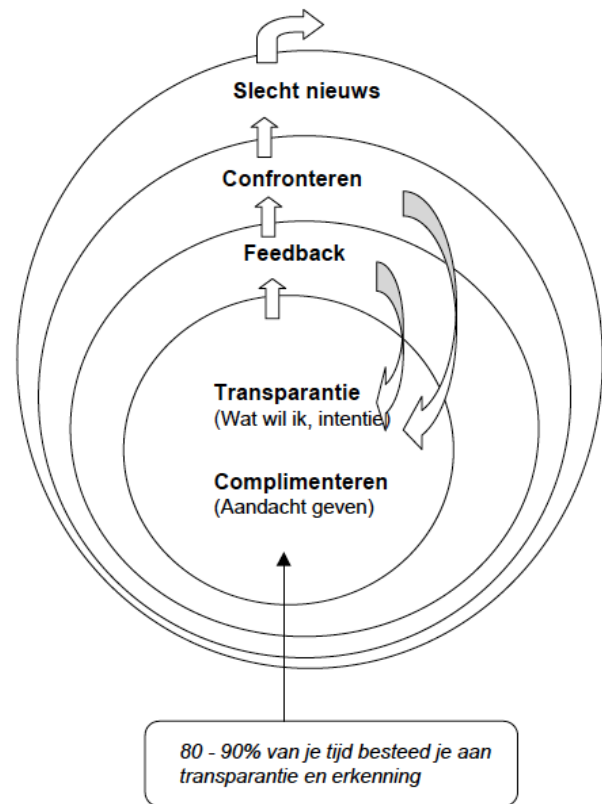 Slecht nieuws
Confronteren
Feedback
Transparantie
(Wat wil ik, intentie)
Complimenteren
(Aandacht geven)
80 - 90% van je tijd besteed je aan
transparantie en erkenning